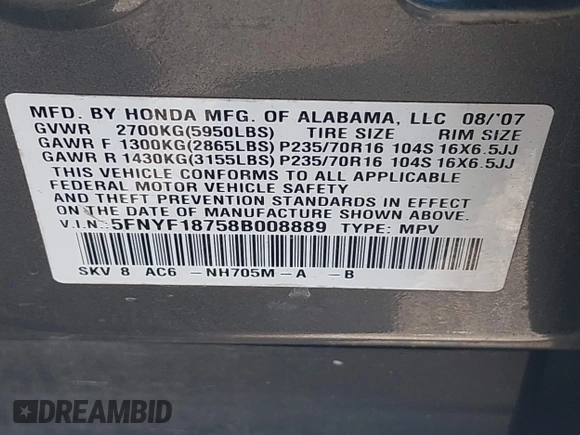 MFD. BY HONDA MFG. OF ALABAMA, LLC 08/'07
GVWR 2700KG(5950LBS) TIRE SIZE RIM SIZE
GAWR F 1300KG(2865LBS) P235/70R16 104S 16X6.5JJ
GAWR R 1430KG(3155LBS) P235/70R16 104S 16X6.5JJ
THIS VEHICLE CONFORMS TO ALL APPLICABLE
FEDERAL MOTOR VEHICLE SAFETY
AND THEFT PREVENTION STANDARDS IN EFFECT
ON THE DATE OF MANUFACTURE SHOWN ABOVE.
V.I.N.: 5FNYF18758B008889 TYPE: MPV
SKV 8 AC6 -NH705M-A -B
DREAMBID